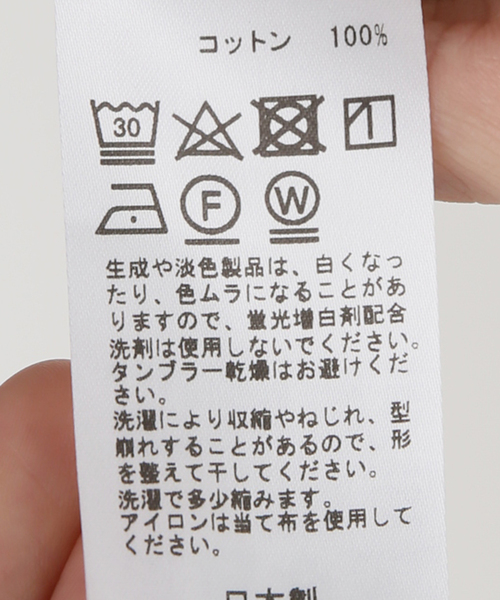 コットン 100%
30
F W
生成や淡色製品は、白くなっ
たり、色ムラになることがあ
りますので、蛍光増白剤配合
洗剤は使用しないでください。
タンブラー乾燥はお避けくだ
さい。
洗濯により収縮やねじれ、型
崩れすることがあるので、形
を整えて干してください。
洗濯で多少縮みます。
アイロンは当て布を使用して
ください。
日本製